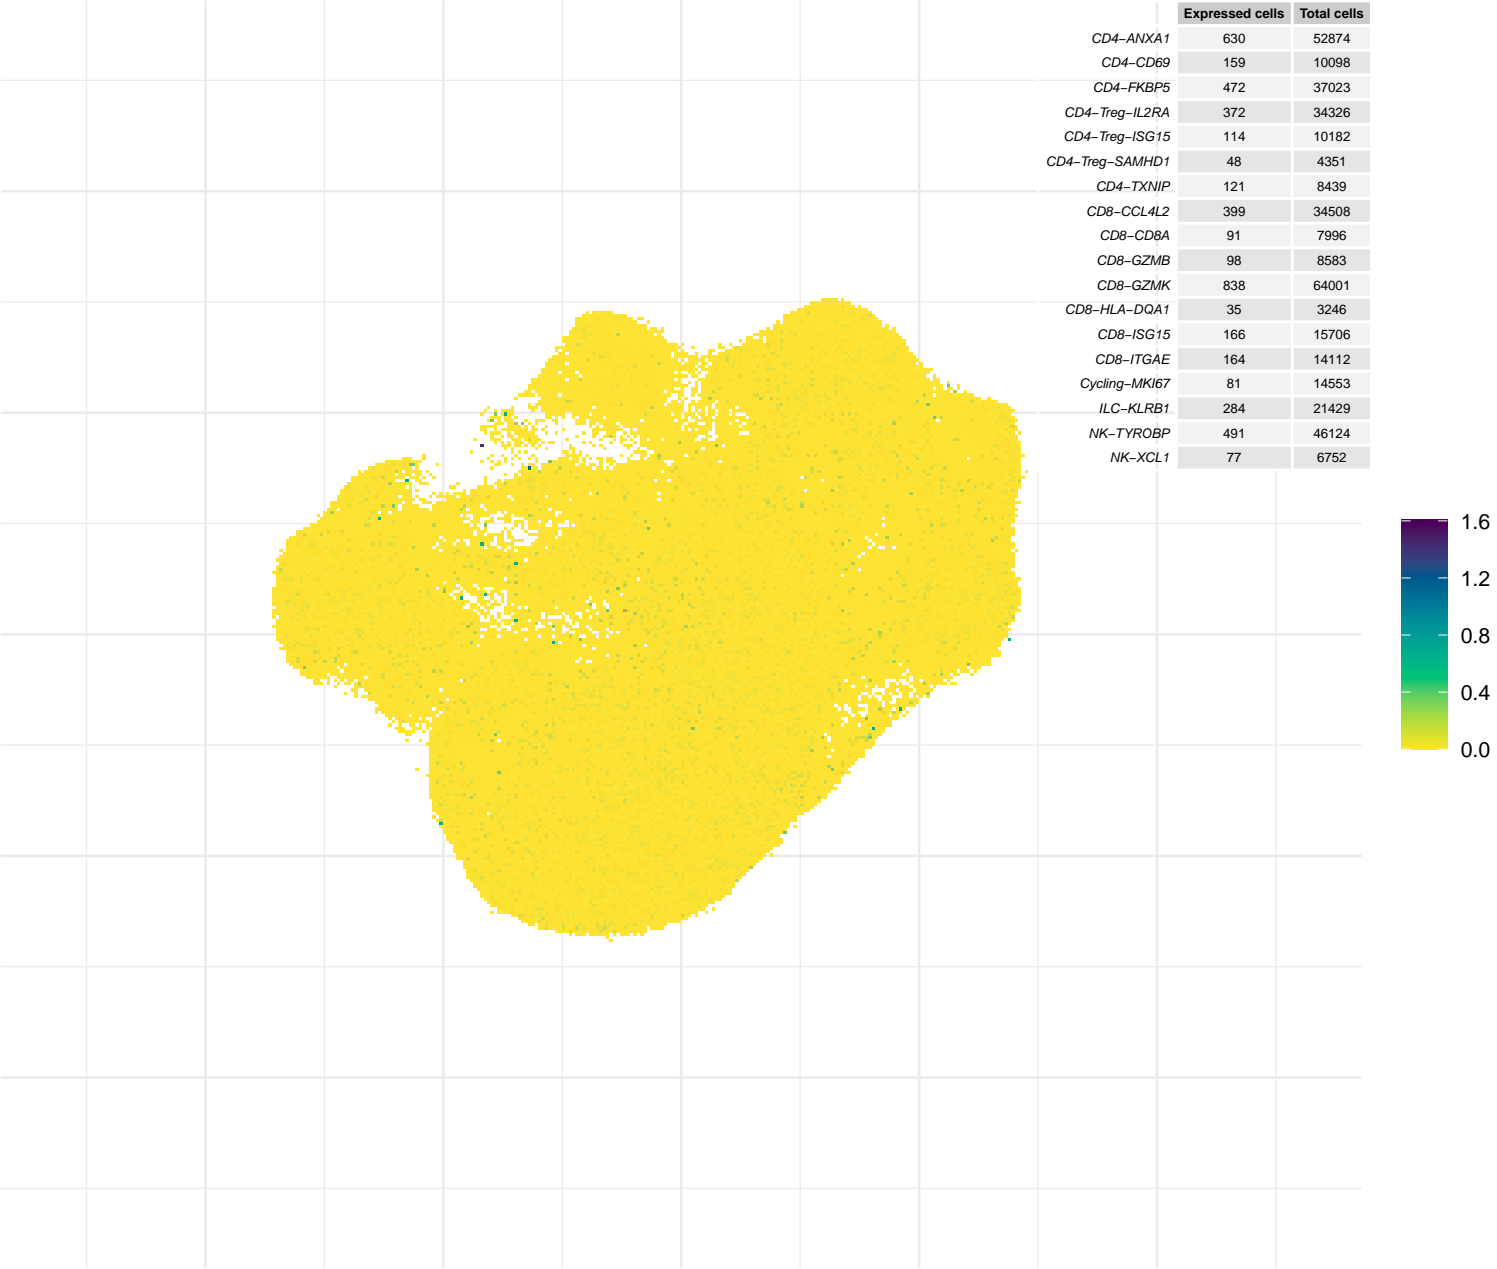 Expressed cells Total cells
CD4−ANXA1 630 52874
CD4−CD69 159 10098
CD4−FKBP5 472 37023
CD4−Treg−IL2RA 372 34326
CD4−Treg−ISG15 114 10182
CD4−Treg−SAMHD1 48 4351
CD4−TXNIP 121 8439
CD8−CCL4L2 399 34508
CD8−CD8A 91 7996
CD8−GZMB 98 8583
CD8−GZMK 838 64001
CD8−HLA−DQA1 35 3246
CD8−ISG15 166 15706
CD8−ITGAE 164 14112
Cycling−MKI67 81 14553
ILC−KLRB1 284 21429
NK−TYROBP 491 46124
NK−XCL1 77 6752
1.6
1.2
0.8
0.4
0.0